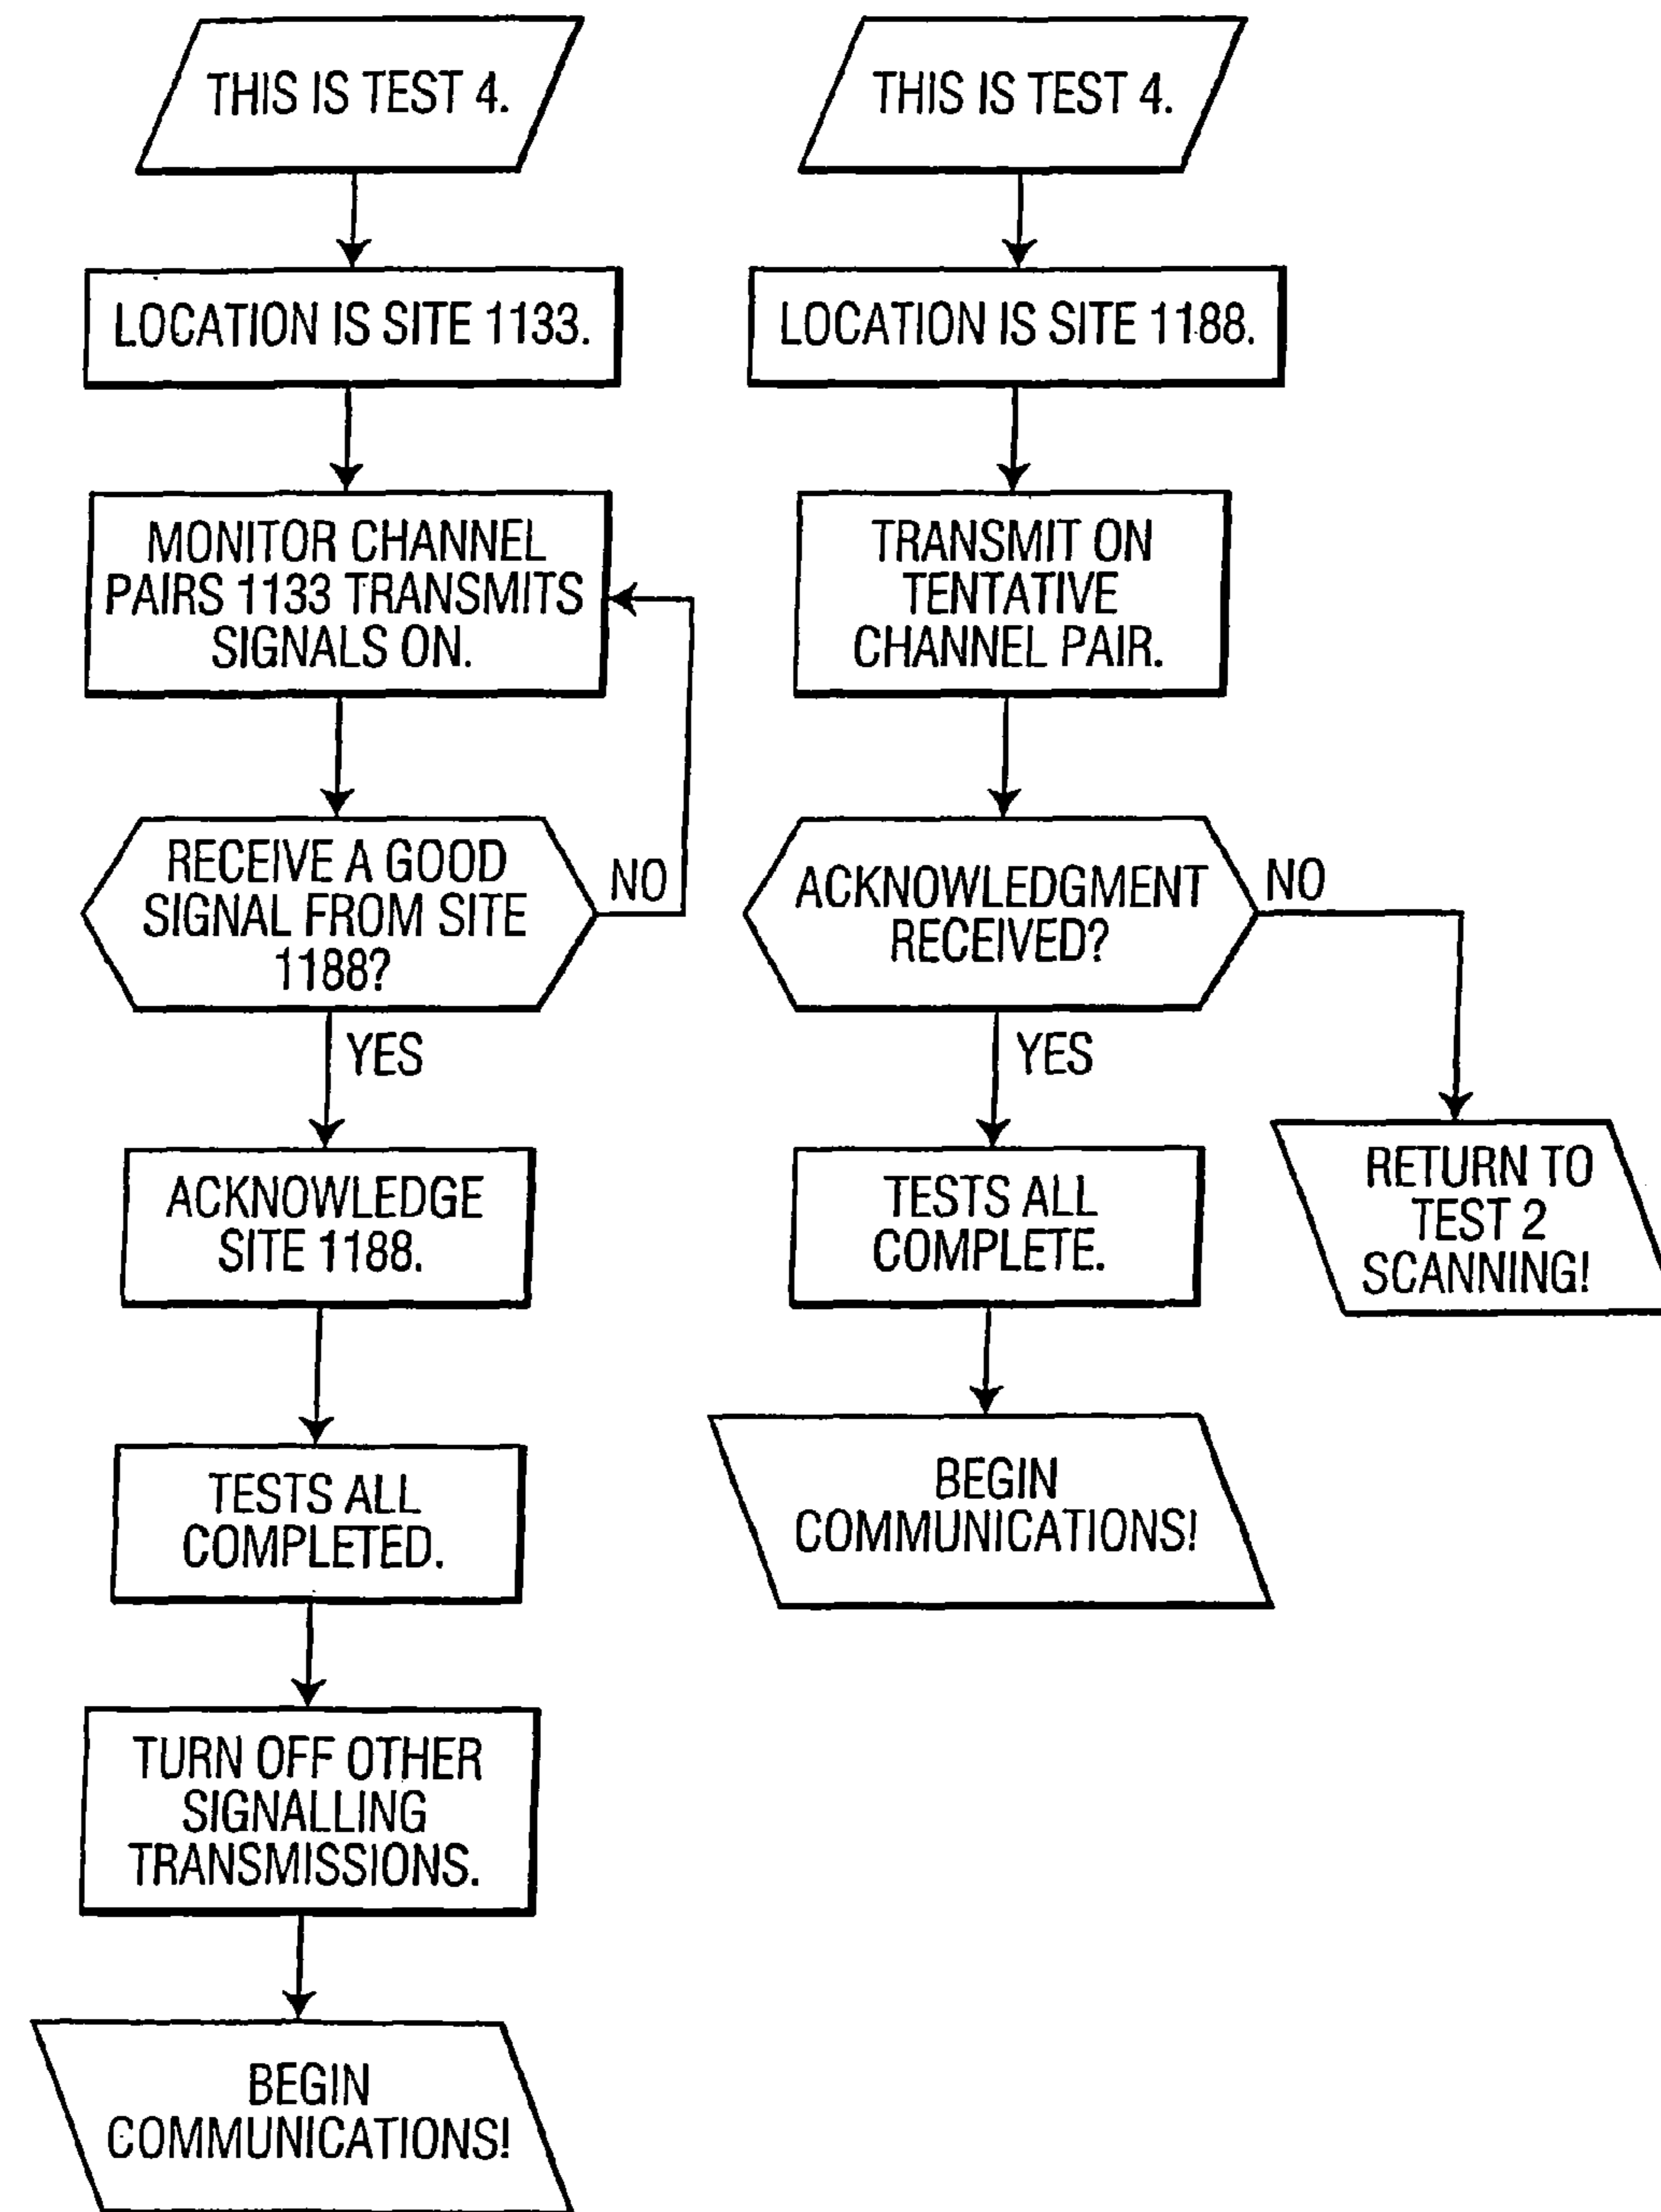 THIS IS TEST 4.
LOCATION IS SITE 1133.
MONITOR CHANNEL
PAIRS 1133 TRANSMITS
SIGNALS ON.
RECEIVE A GOOD
SIGNAL FROM SITE
1188?
NO
YES
ACKNOWLEDGE
SITE 1188.
TESTS ALL
COMPLETED.
TURN OFF OTHER
SIGNALLING
TRANSMISSIONS.
BEGIN
COMMUNICATIONS!
THIS IS TEST 4.
LOCATION IS SITE 1188.
TRANSMIT ON
TENTATIVE
CHANNEL PAIR.
ACKNOWLEDGMENT
RECEIVED?
NO
YES
TESTS ALL
COMPLETE.
BEGIN
COMMUNICATIONS!
RETURN TO
TEST 2
SCANNING!